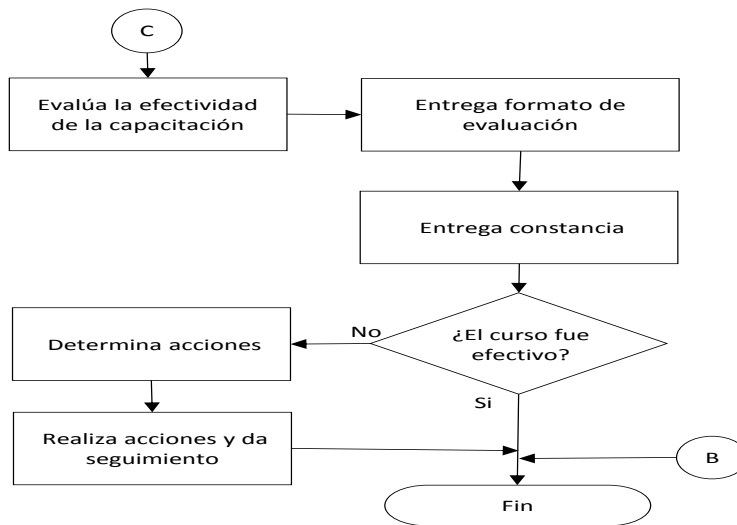 C
Evalúa la efectividad
de la capacitación
Entrega formato de
evaluación
Entrega constancia
¿El curso fue
efectivo?
No
Determina acciones
Si
Realiza acciones y da
seguimiento
B
Fin